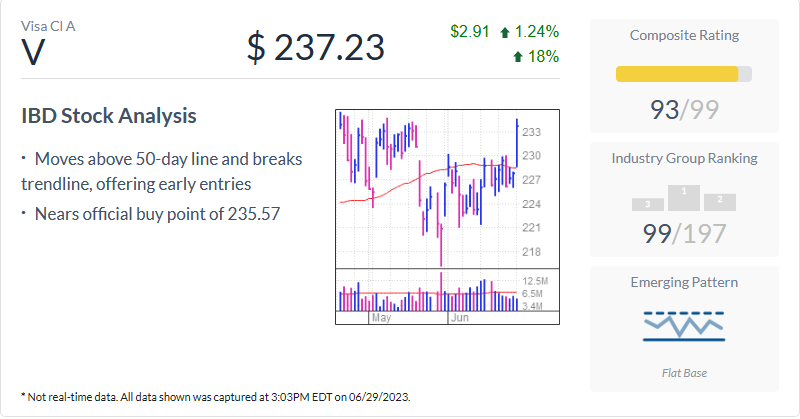 Visa Cl A
V
$ 237.23
$2.91 1.24%
18%
IBD Stock Analysis
· Moves above 50-day line and breaks
trendline, offering early entries
· Nears official buy point of 235.57
233
230
227
224
221
218
12.5M
6.5M
3.4M
May
Jun
Composite Rating
93/99
Industry Group Ranking
3
1
2
99/197
Emerging Pattern
Flat Base
* Not real-time data. All data shown was captured at 3:03PM EDT on 06/29/2023.